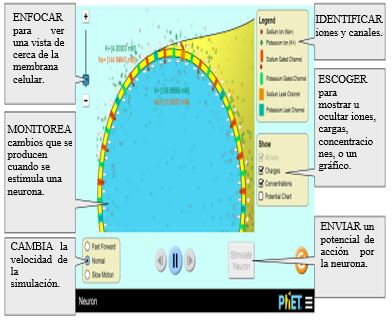 ENFOCAR
para ver
una vista de
cerca de la
membrana
celular.
MONITOREA
cambios que se
producen
cuando se
estimula una
neurona.
CAMBIA la
velocidad de
la
simulación.
Legend
Sodium Ion (Na+)
Potassium Ion (K+)
Sodium Gated Channel
Potassium Gated Channel
Sodium Leak Channel
Potassium Leak Channel
Show
All Ions
Charges
Concentrations
Potential Chart
Fast Forward
Normal
Slow Motion
Stimulate
Neuron
Neuron
PhET
IDENTIFICAR
iones y canales.
ESCOGER
para
mostrar u
ocultar iones,
cargas,
concentracio
nes, o un
gráfico.
ENVIAR un
potencial de
acción por
la neurona.